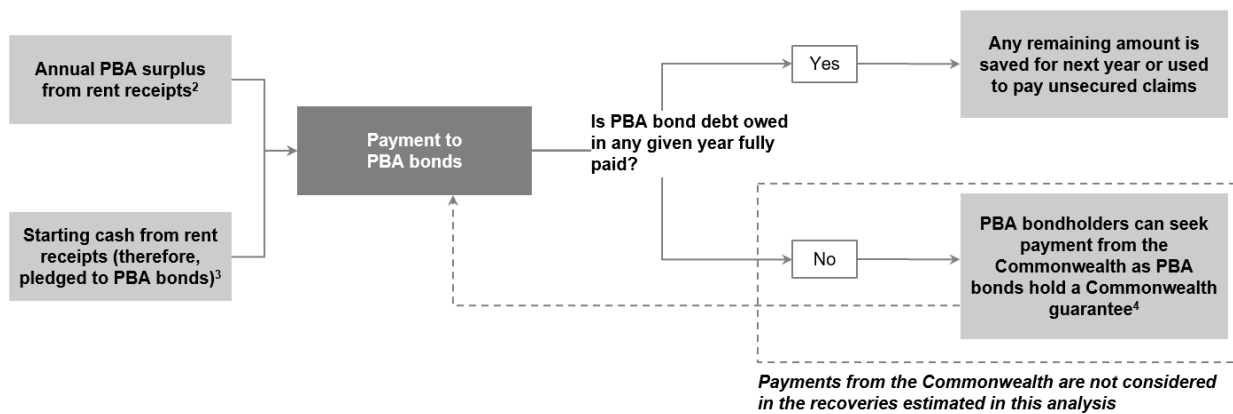 Annual PBA surplus
from rent receipts²
Starting cash from rent
receipts (therefore,
pledged to PBA bonds)³
Payment to
PBA bonds
Is PBA bond debt owed
in any given year fully
paid?
Yes
Any remaining amount is
saved for next year or used
to pay unsecured claims
No
PBA bondholders can seek
payment from the
Commonwealth as PBA
bonds hold a Commonwealth
guarantee⁴
Payments from the Commonwealth are not considered
in the recoveries estimated in this analysis